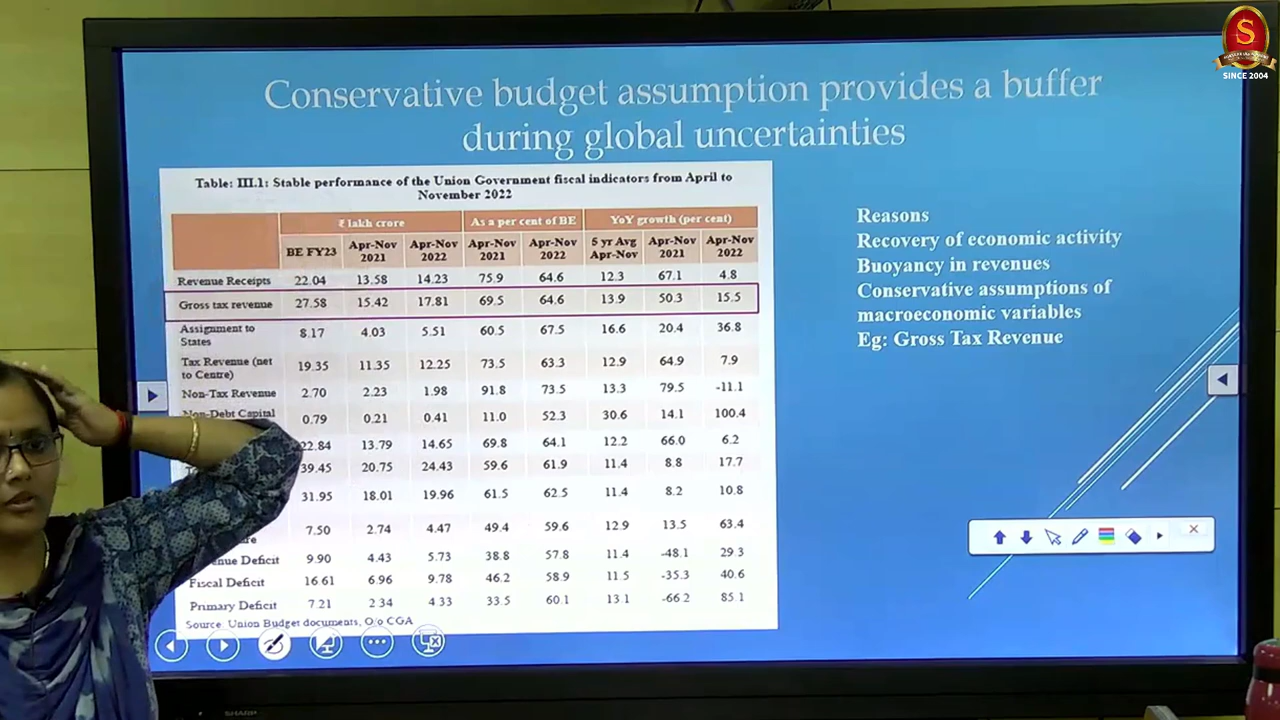 S
SINCE 2004
Conservative budget assumption provides a buffer
during global uncertainties
Table: III.1: Stable performance of the Union Government fiscal indicators from April to
November 2022
₹ lakh crore As a per cent of BE YoY growth (per cent)
BE FY23 Apr-Nov 2021 Apr-Nov 2022 Apr-Nov 2021 Apr-Nov 2022 5 yr Avg Apr-Nov Apr-Nov 2021 Apr-Nov 2022
Revenue Receipts 22.04 13.58 14.23 75.9 64.6 12.3 67.1 4.8
Gross tax revenue 27.58 15.42 17.81 69.5 64.6 13.9 50.3 15.5
Assignment to States 8.17 4.03 5.51 60.5 67.5 16.6 20.4 36.8
Tax Revenue (net to Centre) 19.35 11.35 12.25 73.5 63.3 12.9 64.9 7.9
Non-Tax Revenue 2.70 2.23 1.98 91.8 73.5 13.3 79.5 -11.1
Non-Debt Capital 0.79 0.21 0.41 11.0 52.3 30.6 14.1 100.4
22.84 13.79 14.65 69.8 64.1 12.2 66.0 6.2
39.45 20.75 24.43 59.6 61.9 11.4 8.8 17.7
31.95 18.01 19.96 61.5 62.5 11.4 8.2 10.8
7.50 2.74 4.47 49.4 59.6 12.9 13.5 63.4
Deficit 9.90 4.43 5.73 38.8 57.8 11.4 -48.1 29.3
Fiscal Deficit 16.61 6.96 9.78 46.2 58.9 11.5 -35.3 40.6
Primary Deficit 7.21 2.34 4.33 33.5 60.1 13.1 -66.2 85.1
Source: Union Budget documents, O/o CGA
Reasons
Recovery of economic activity
Buoyancy in revenues
Conservative assumptions of
macroeconomic variables
Eg: Gross Tax Revenue
SHARP